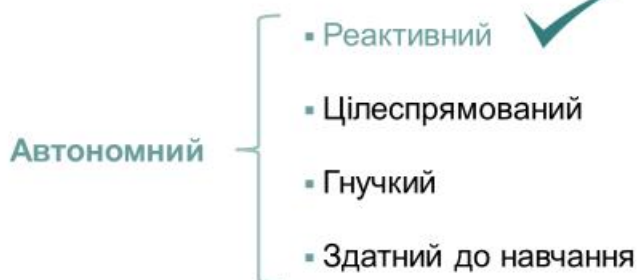 Реактивний
Цілеспрямований
Автономний
Гнучкий
Здатний до навчання